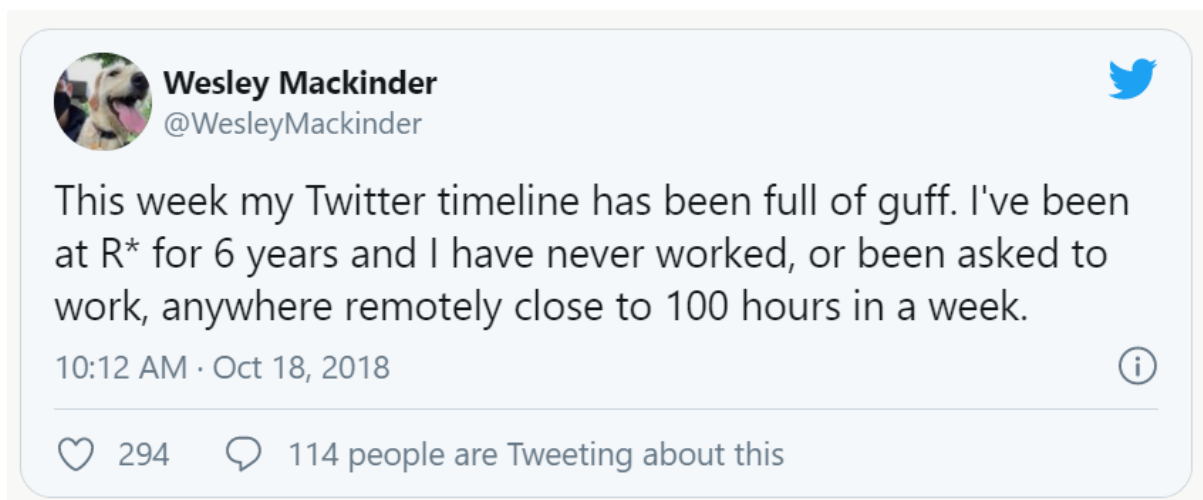 Wesley Mackinder
@WesleyMackinder
This week my Twitter timeline has been full of guff. I've been
at R* for 6 years and I have never worked, or been asked to
work, anywhere remotely close to 100 hours in a week.
10:12 AM · Oct 18, 2018
294 114 people are Tweeting about this